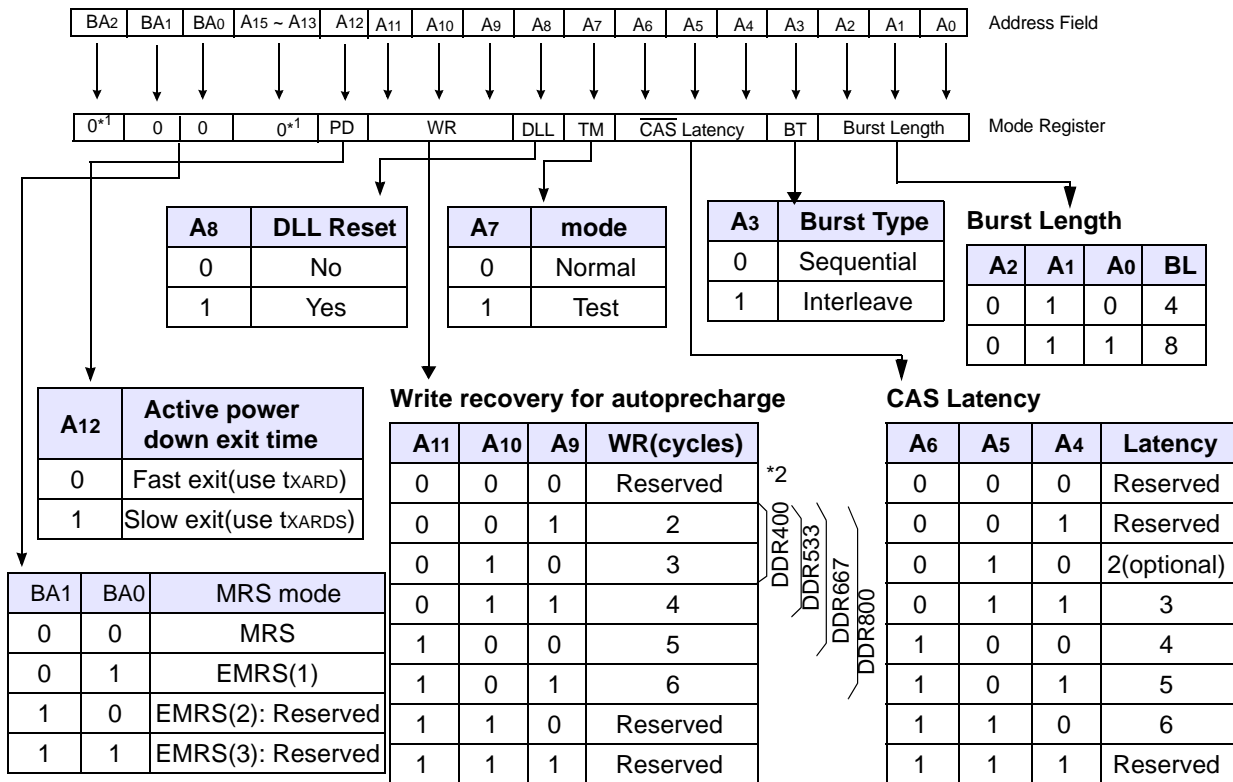 BA2 BA1 BA0 A15 ~ A13 A12 A11 A10 A9 A8 A7 A6 A5 A4 A3 A2 A1 A0 Address Field
0*1 0 0 0*1 PD WR DLL TM CAS Latency BT Burst Length Mode Register
A8 DLL Reset
0 No
1 Yes
A7 mode
0 Normal
1 Test
A3 Burst Type
0 Sequential
1 Interleave
Burst Length
A2 A1 A0 BL
0 1 0 4
0 1 1 8
A12 Active power
down exit time
0 Fast exit(use tXARD)
1 Slow exit(use tXARDS)
BA1 BA0 MRS mode
0 0 MRS
0 1 EMRS(1)
1 0 EMRS(2): Reserved
1 1 EMRS(3): Reserved
Write recovery for autoprecharge
A11 A10 A9 WR(cycles)
0 0 0 Reserved
0 0 1 2
0 1 0 3
0 1 1 4
1 0 0 5
1 0 1 6
1 1 0 Reserved
1 1 1 Reserved
*2
DDR400
DDR533
DDR667
DDR800
CAS Latency
A6 A5 A4 Latency
0 0 0 Reserved
0 0 1 Reserved
0 1 0 2(optional)
0 1 1 3
1 0 0 4
1 0 1 5
1 1 0 6
1 1 1 Reserved